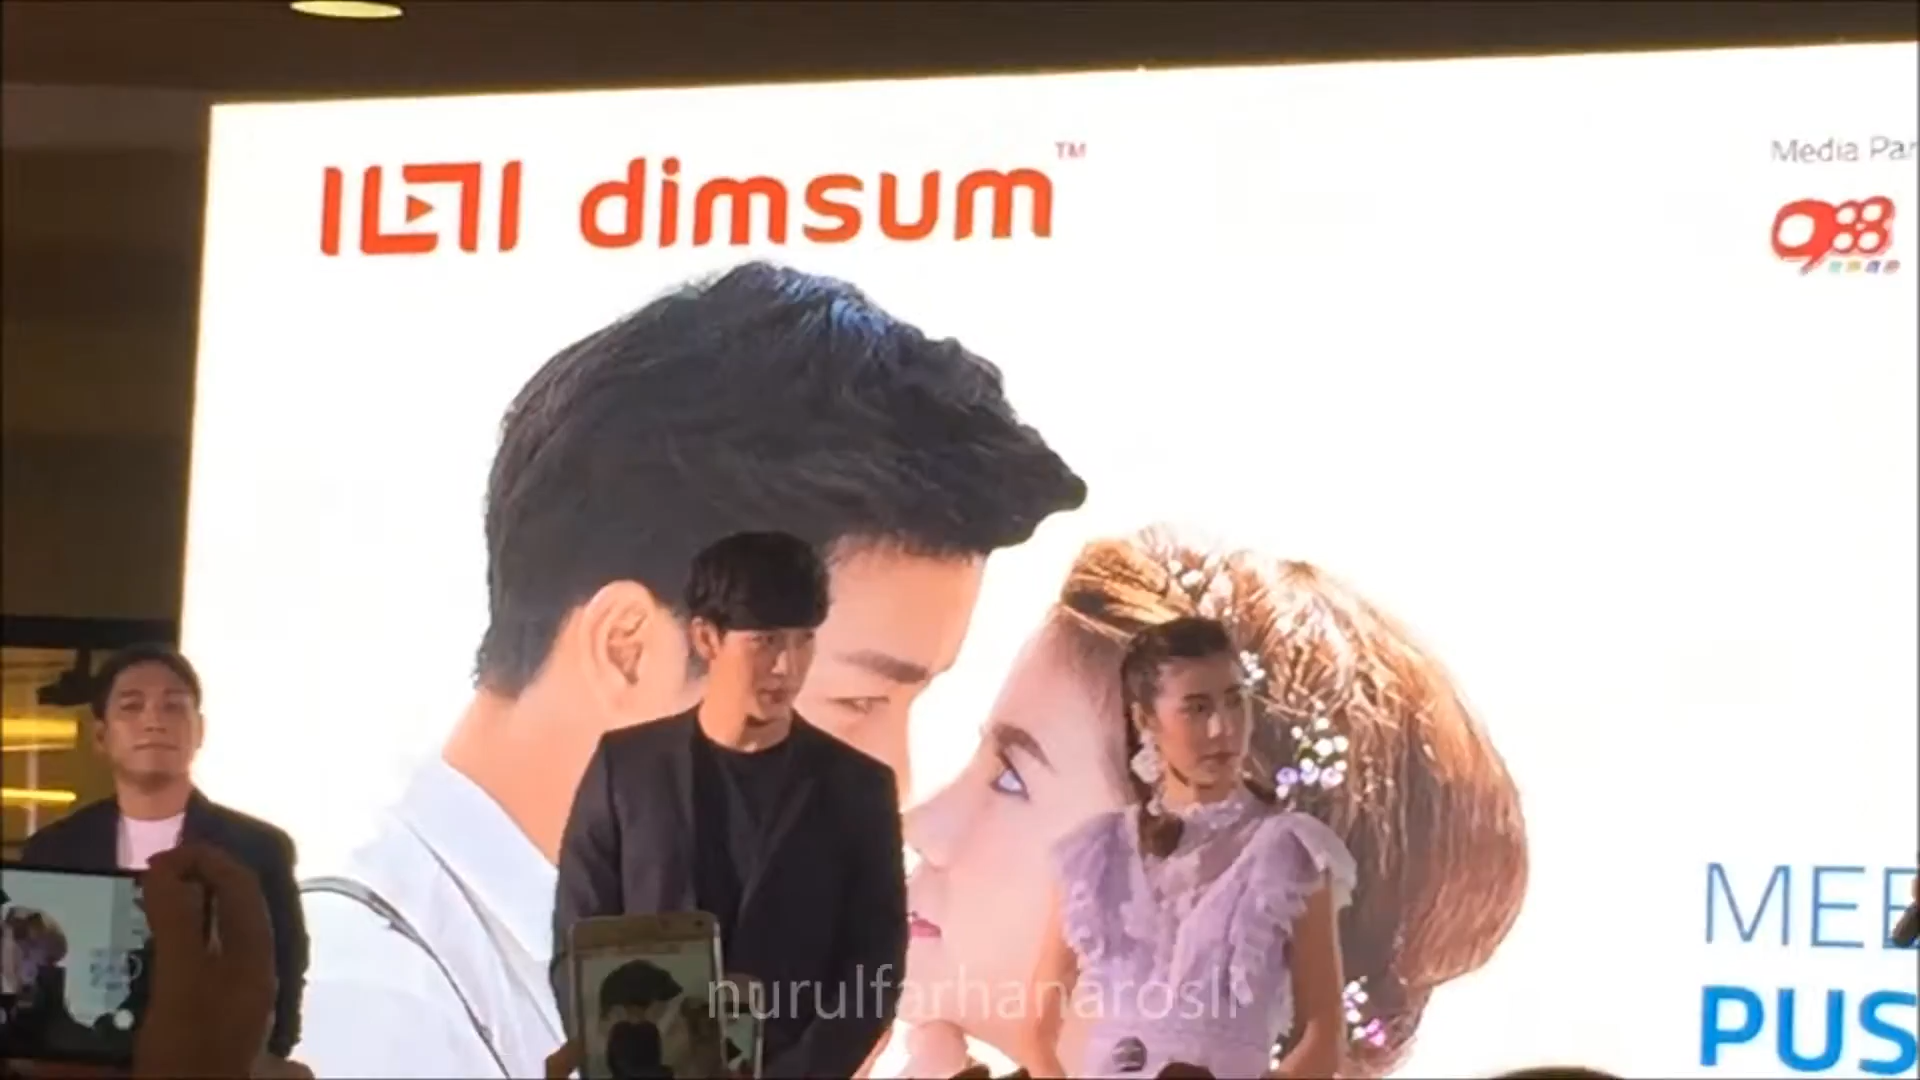 dimsum™
Media Par
988
MEE
PUS
nurulfarhanarosli